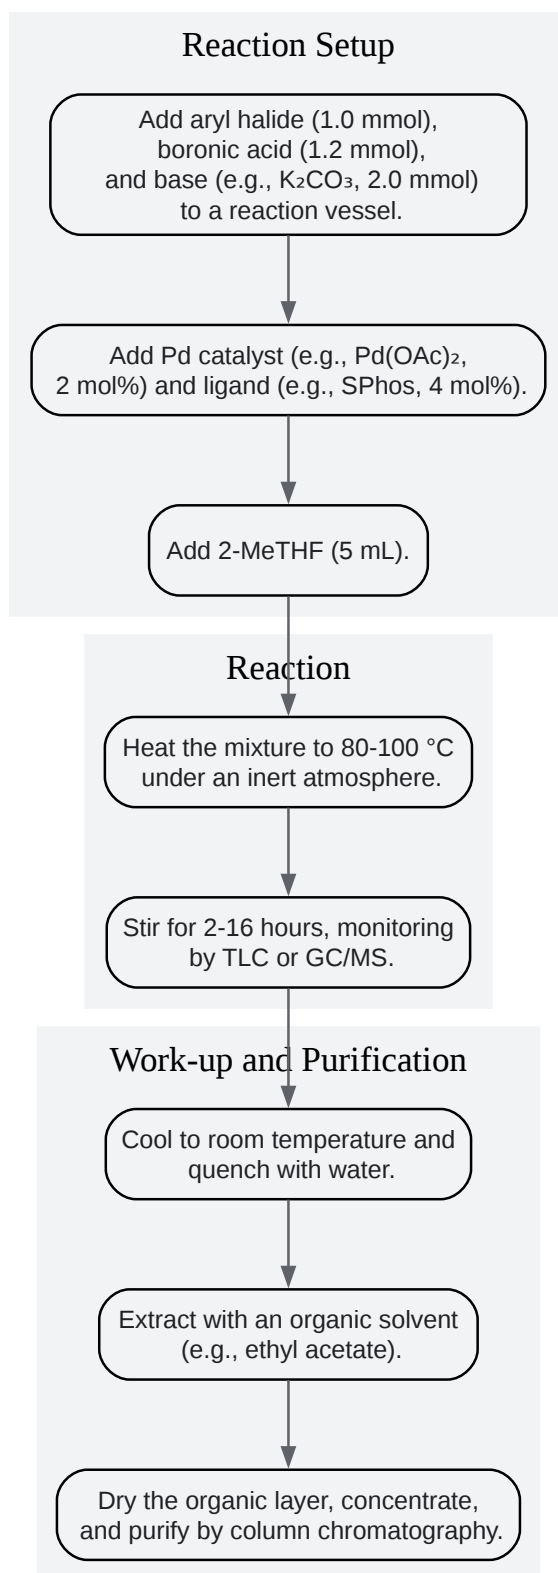 Reaction Setup
Add aryl halide (1.0 mmol),
boronic acid (1.2 mmol),
and base (e.g., K₂CO₃, 2.0 mmol)
to a reaction vessel.
Add Pd catalyst (e.g., Pd(OAc)₂,
2 mol%) and ligand (e.g., SPhos, 4 mol%).
Add 2-MeTHF (5 mL).
Reaction
Heat the mixture to 80-100 °C
under an inert atmosphere.
Stir for 2-16 hours, monitoring
by TLC or GC/MS.
Work-up and Purification
Cool to room temperature and
quench with water.
Extract with an organic solvent
(e.g., ethyl acetate).
Dry the organic layer, concentrate,
and purify by column chromatography.